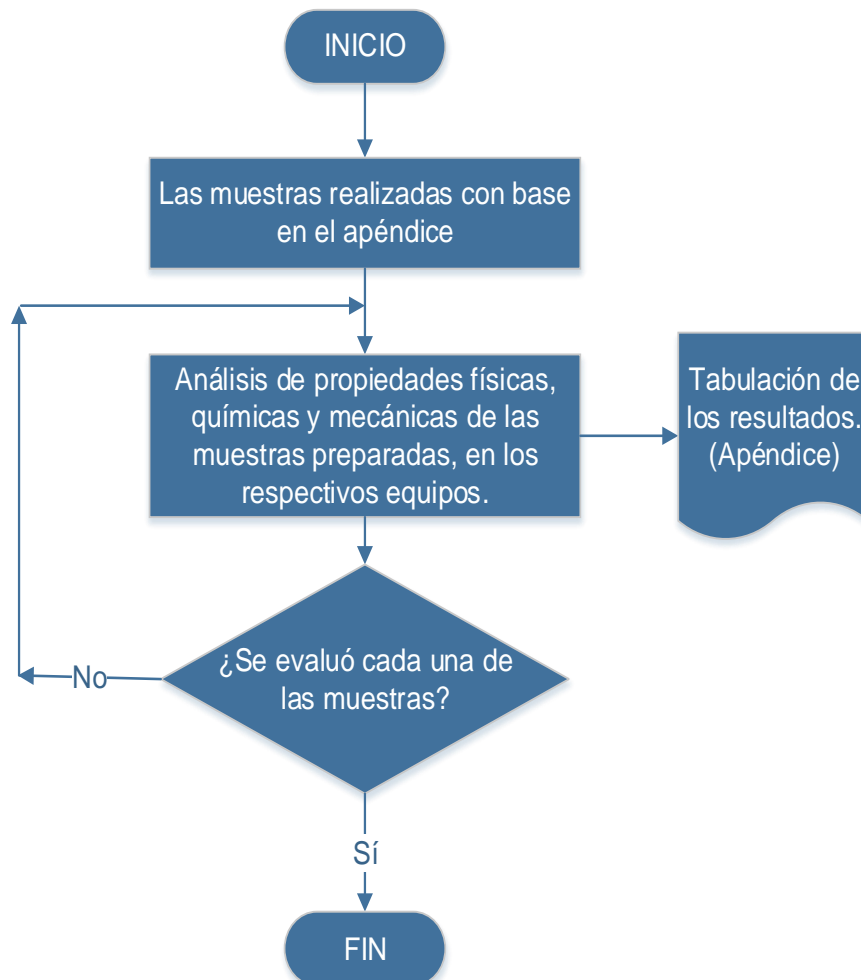 INICIO
Las muestras realizadas con base
en el apéndice
Análisis de propiedades físicas,
químicas y mecánicas de las
muestras preparadas, en los
respectivos equipos.
Tabulación de
los resultados.
(Apéndice)
¿Se evaluó cada una de
las muestras?
No
Sí
FIN